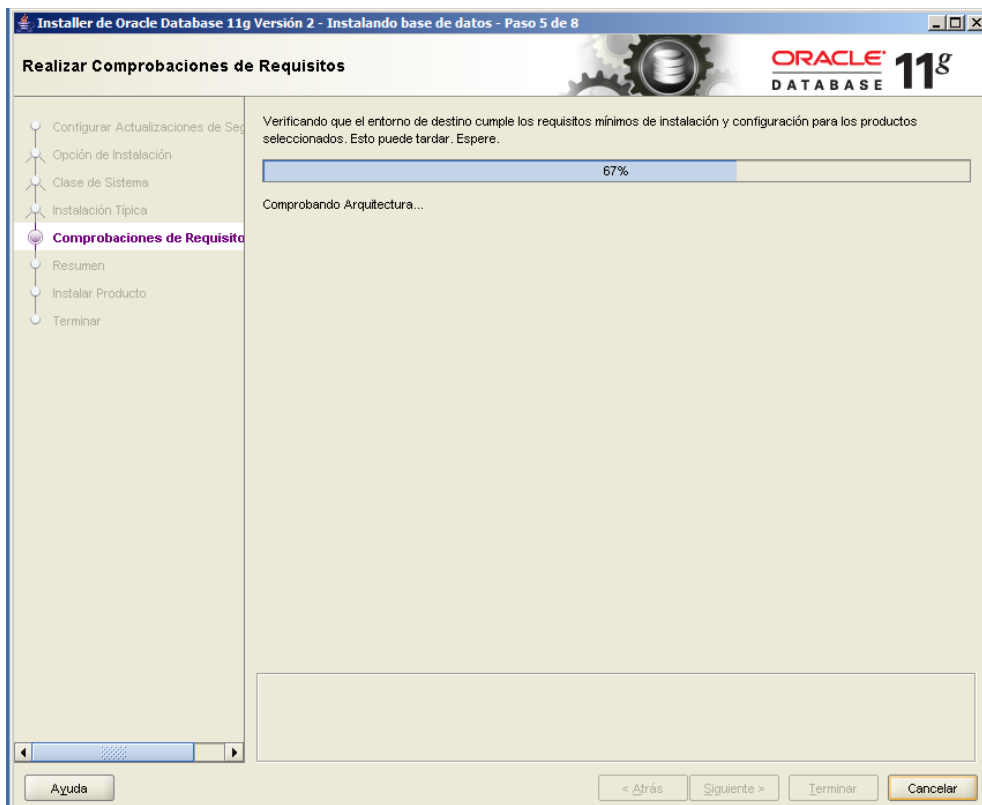 Installer de Oracle Database 11g Versión 2 - Instalando base de datos - Paso 5 de 8
Realizar Comprobaciones de Requisitos
ORACLE
DATABASE
11g
Configurar Actualizaciones de Seg
Opción de Instalación
Clase de Sistema
Instalación Típica
Comprobaciones de Requisito
Resumen
Instalar Producto
Terminar
Verificando que el entorno de destino cumple los requisitos mínimos de instalación y configuración para los productos
seleccionados. Esto puede tardar. Espere.
67%
Comprobando Arquitectura...
Ayuda
< Atrás
Siguiente >
Terminar
Cancelar